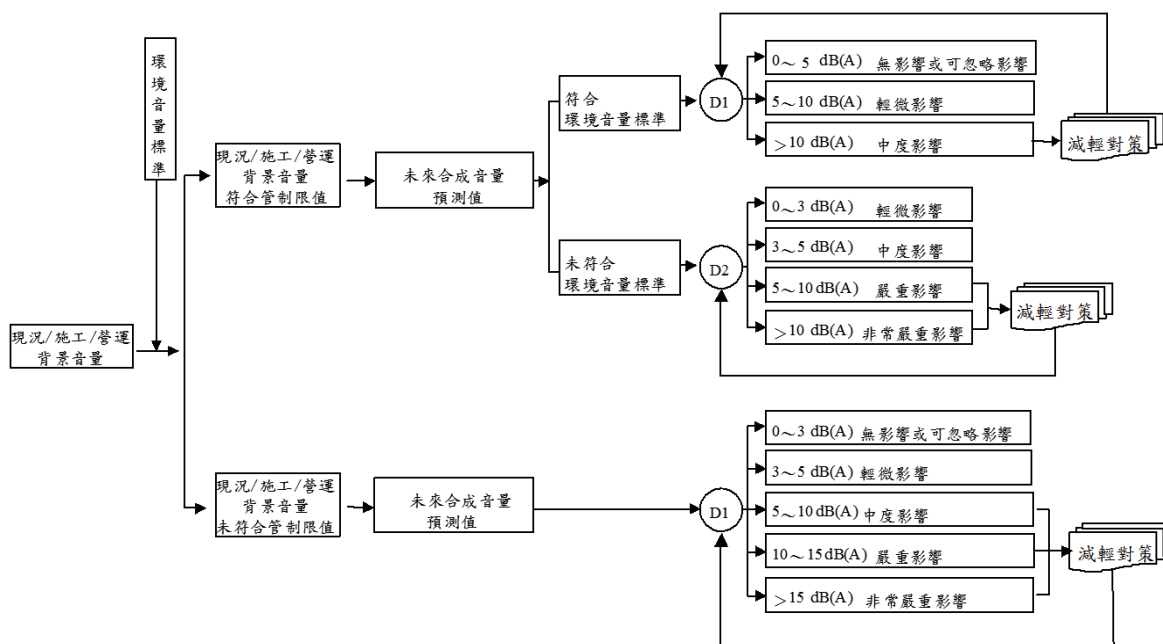 環
境
音
量
標
準
現況/施工/營運
背景音量
現況/施工/營運
背景音量
符合管制限值
未來合成音量
預測值
符合
環境音量標準
D1
0～5 dB(A) 無影響或可忽略影響
5～10 dB(A) 輕微影響
>10 dB(A) 中度影響
減輕對策
未符合
環境音量標準
D2
0～3 dB(A) 輕微影響
3～5 dB(A) 中度影響
5～10 dB(A) 嚴重影響
>10 dB(A) 非常嚴重影響
減輕對策
現況/施工/營運
背景音量
未符合管制限值
未來合成音量
預測值
D1
0～3 dB(A) 無影響或可忽略影響
3～5 dB(A) 輕微影響
5～10 dB(A) 中度影響
10～15 dB(A) 嚴重影響
>15 dB(A) 非常嚴重影響
減輕對策